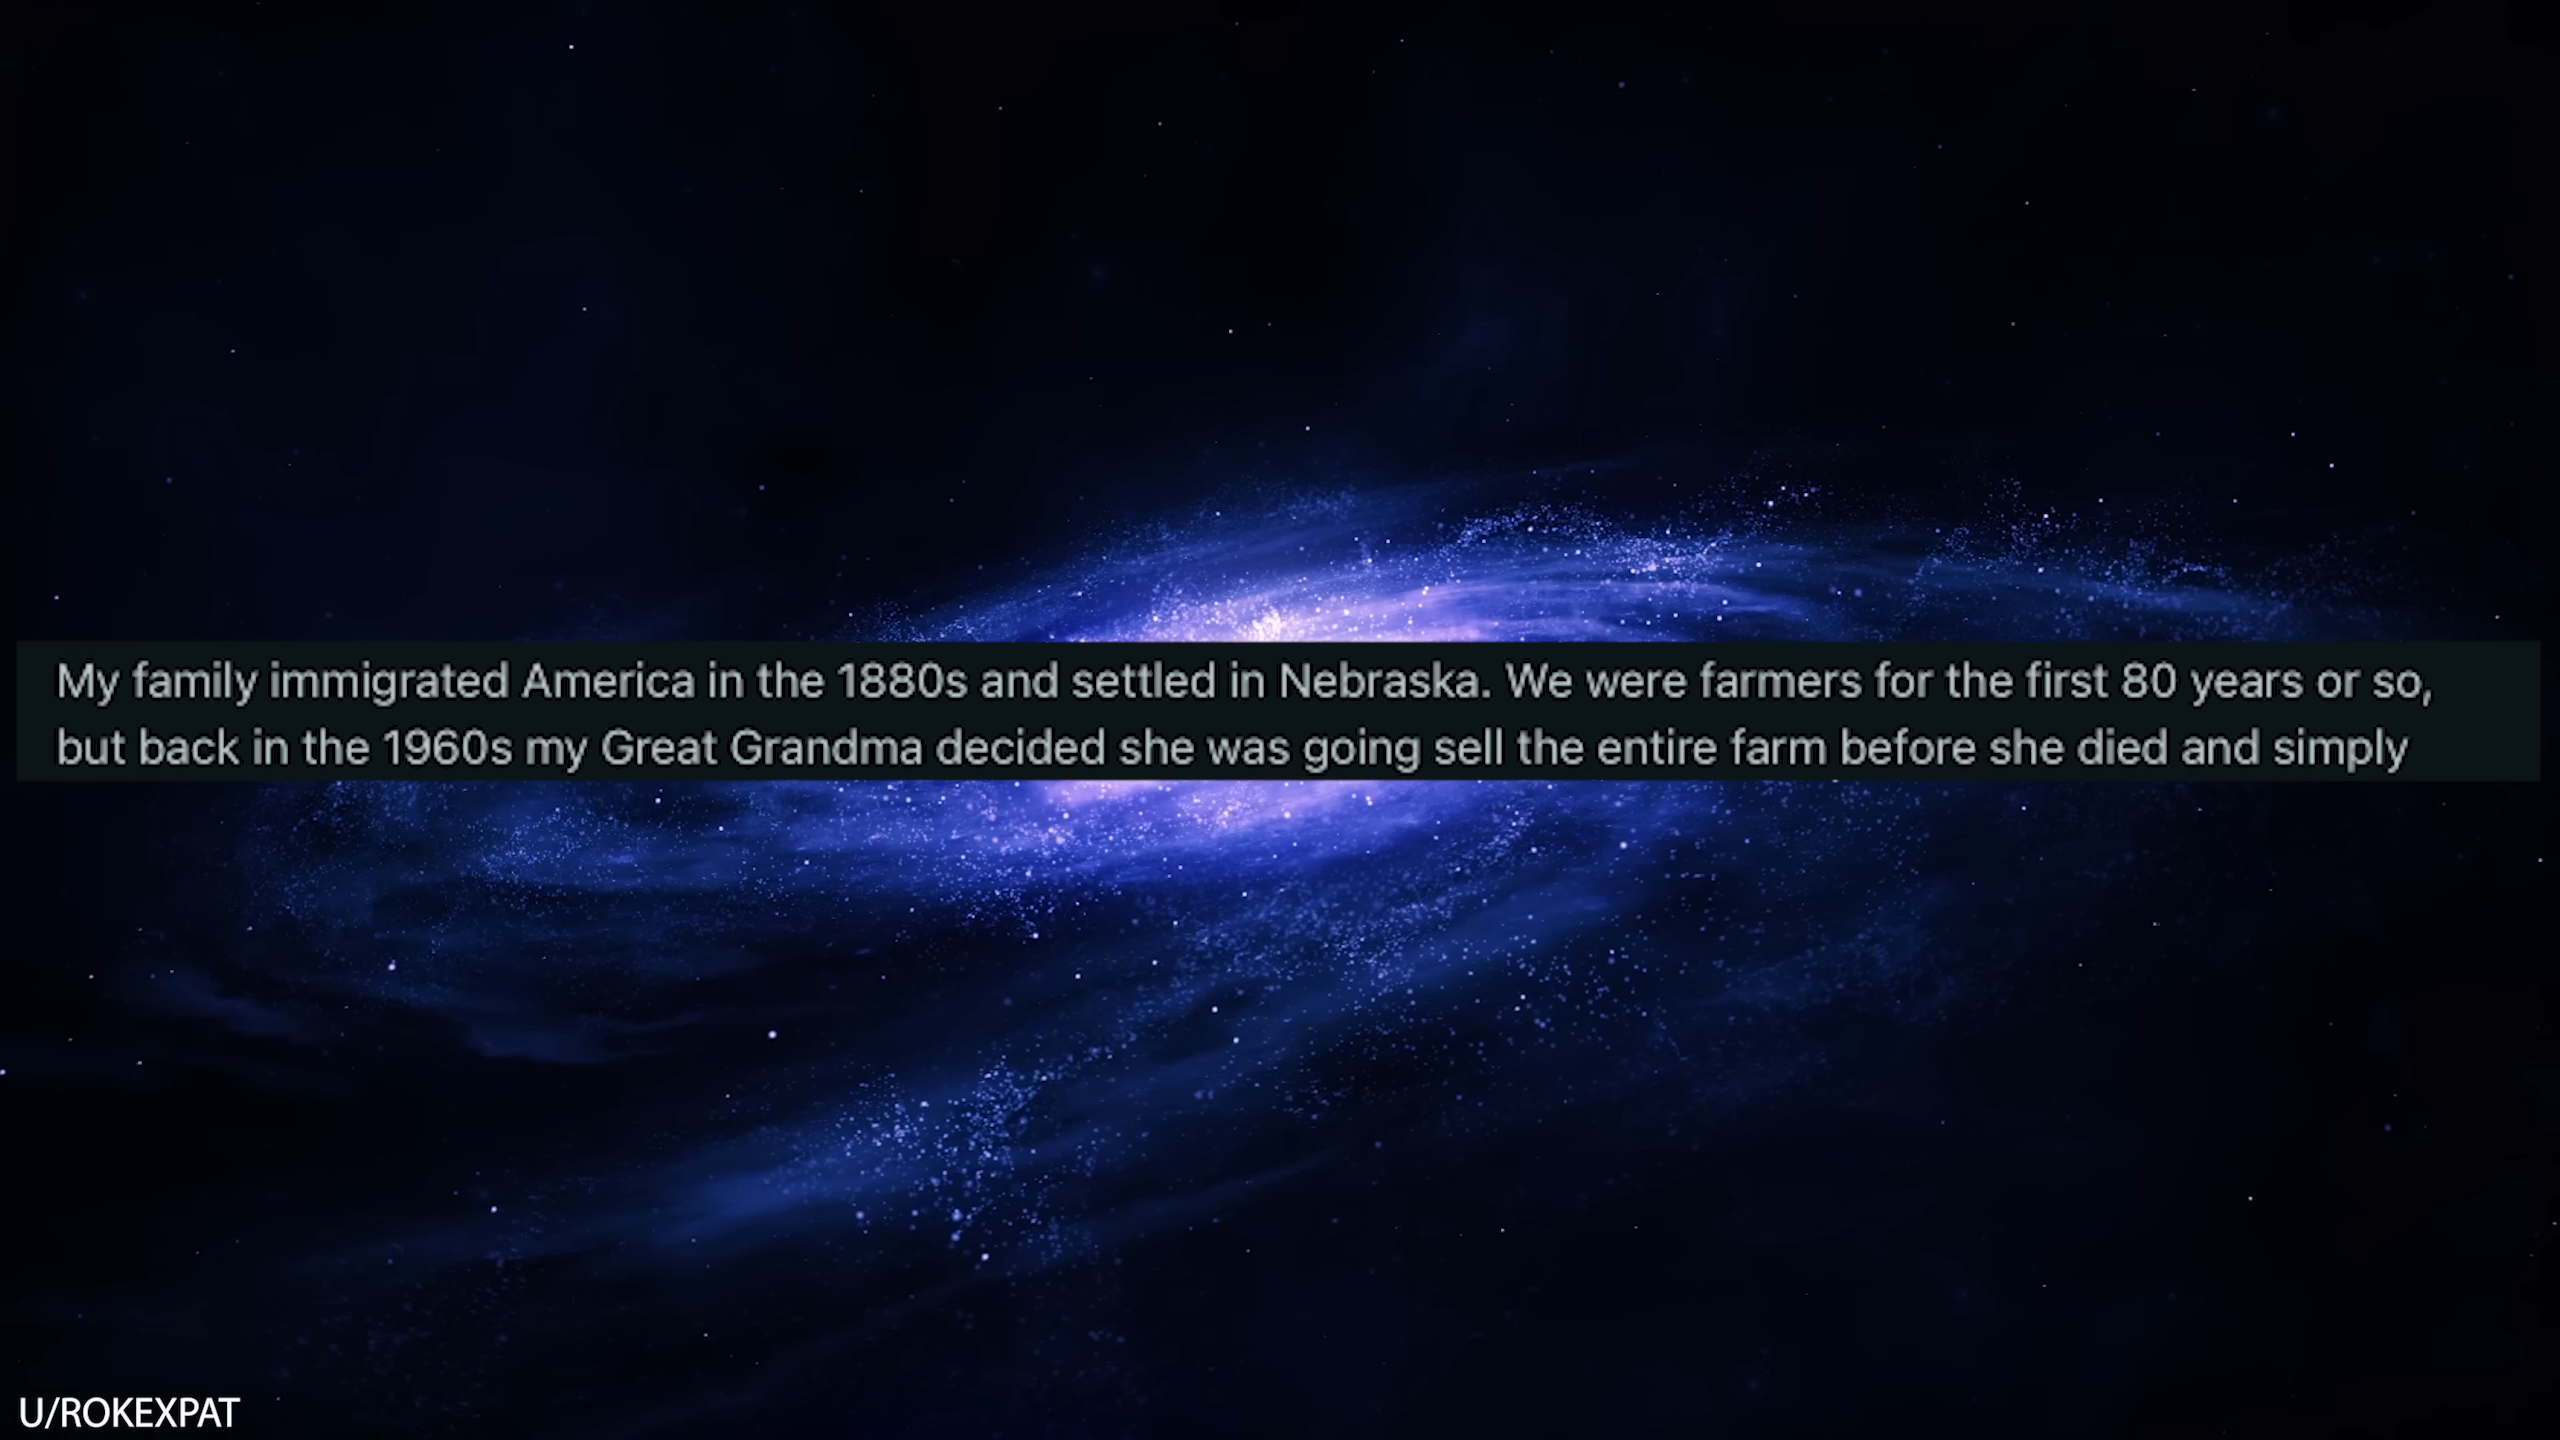 My family immigrated America in the 1880s and settled in Nebraska. We were farmers for the first 80 years or so,
but back in the 1960s my Great Grandma decided she was going sell the entire farm before she died and simply
U/ROKEXPAT